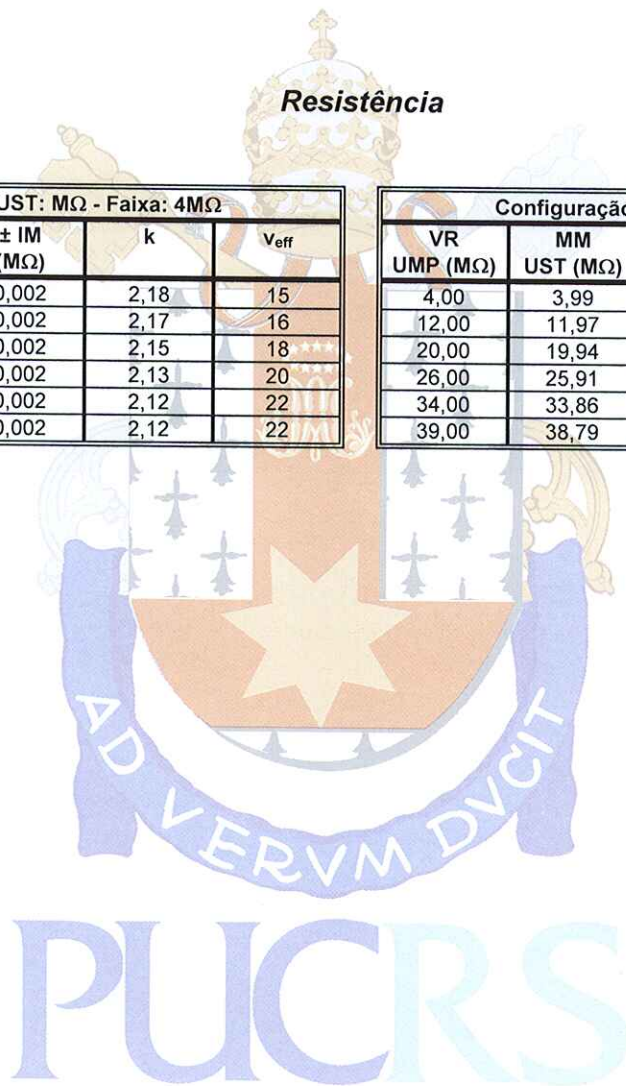 Resistência
UST: MΩ - Faixa: 4MΩ
± IM (MΩ) k Veff
0,002 2,18 15
0,002 2,17 16
0,002 2,15 18
0,002 2,13 20
0,002 2,12 22
0,002 2,12 22
Configuração
VR UMP (MΩ) MM UST (MΩ)
4,00 3,99
12,00 11,97
20,00 19,94
26,00 25,91
34,00 33,86
39,00 38,79
AD VERVM DVCIT
PUCRS